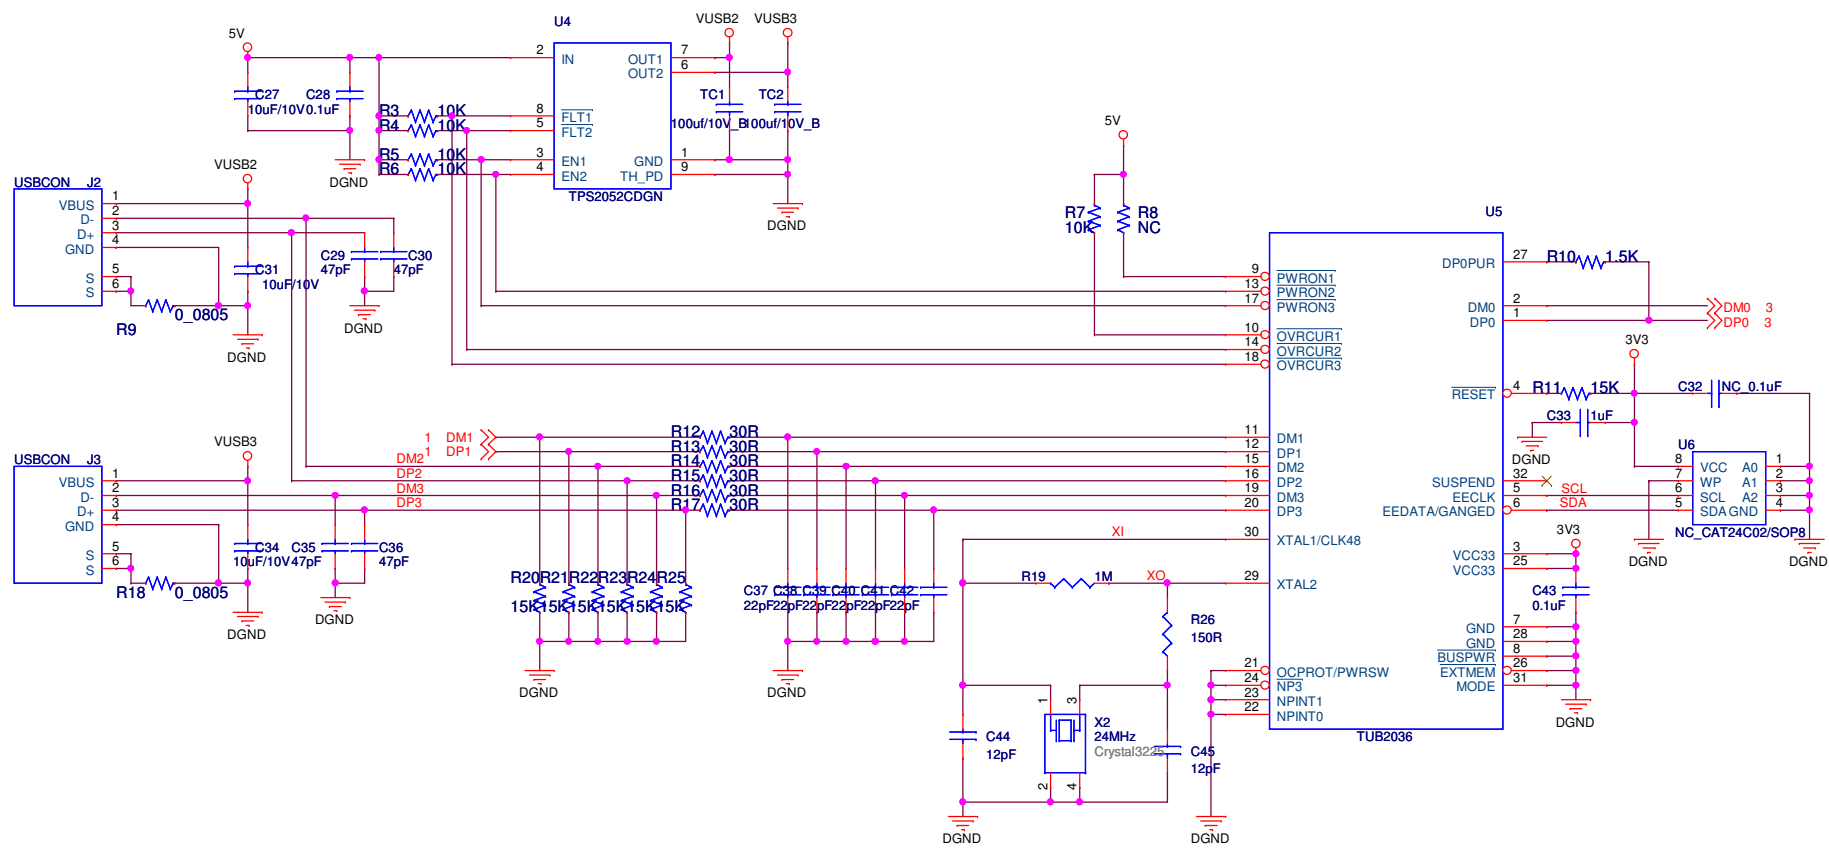 U4
VUSB2 VUSB3
5V
2 IN OUT1 7
OUT2 6
C27 C28
10uF/10V 0.1uF
TC1 TC2
100uf/10V_B 100uf/10V_B
R3 10K 8 FLT1
R4 10K 5 FLT2
R5 10K 3 EN1 GND 1
R6 10K 4 EN2 TH_PD 9
DGND
TPS2052CDGN
DGND
5V
VUSB2
USBCON J2
VBUS 1
D- 2
D+ 3
GND 4
S 5
S 6
R9
0_0805
C31
10uF/10V
DGND
C29 C30
47pF 47pF
DGND
R7 R8
10K NC
U5
9 PWRON1
13 PWRON2
17 PWRON3
10 OVRCUR1
14 OVRCUR2
18 OVRCUR3
DP0PUR 27 R10 1.5K
DM0 2 DM0 3
DP0 1 DP0 3
3V3
RESET 4 R11 15K C32 NC_0.1uF
C33 1uF
DGND
U6
8 VCC A0 1
7 WP A1 2
6 SCL A2 3
5 SDA GND 4
NC_CAT24C02/SOP8
DGND DGND
SUSPEND 32
EECLK 5 SCL
EEDATA/GANGED 6 SDA
VUSB3
USBCON J3
VBUS 1
D- 2
D+ 3
GND 4
S 5
S 6
R18
0_0805
C34
10uF/10V
DGND
C35 C36
47pF 47pF
DGND
1 DM1 R12 30R 11 DM1
1 DP1 R13 30R 12 DP1
DM2 R14 30R 15 DM2
DP2 R15 30R 16 DP2
DM3 R16 30R 19 DM3
DP3 R17 30R 20 DP3
R20 R21 R22 R23 R24 R25
15K 15K 15K 15K 15K 15K
DGND
C37 C38 C39 C40 C41 C42
22pF 22pF 22pF 22pF 22pF
DGND
XI 30 XTAL1/CLK48
R19 1M XO 29 XTAL2
R26
150R
1 3
X2
24MHz
Crystal3225
2 4
C44
12pF
C45
12pF
DGND
21 OCPROT/PWRSW
24 NP3
23 NPINT1
22 NPINT0
DGND
3V3
VCC33 3
VCC33 25
C43
0.1uF
GND 7
GND 28
BUSPWR 8
EXTMEM 26
MODE 31
DGND
TUB2036